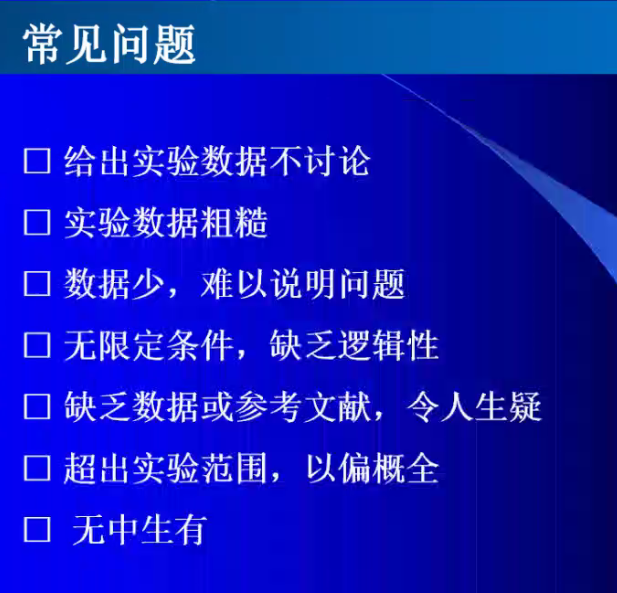 常见问题
□ 给出实验数据不讨论
□ 实验数据粗糙
□ 数据少，难以说明问题
□ 无限定条件，缺乏逻辑性
□ 缺乏数据或参考文献，令人生疑
□ 超出实验范围，以偏概全
□ 无中生有